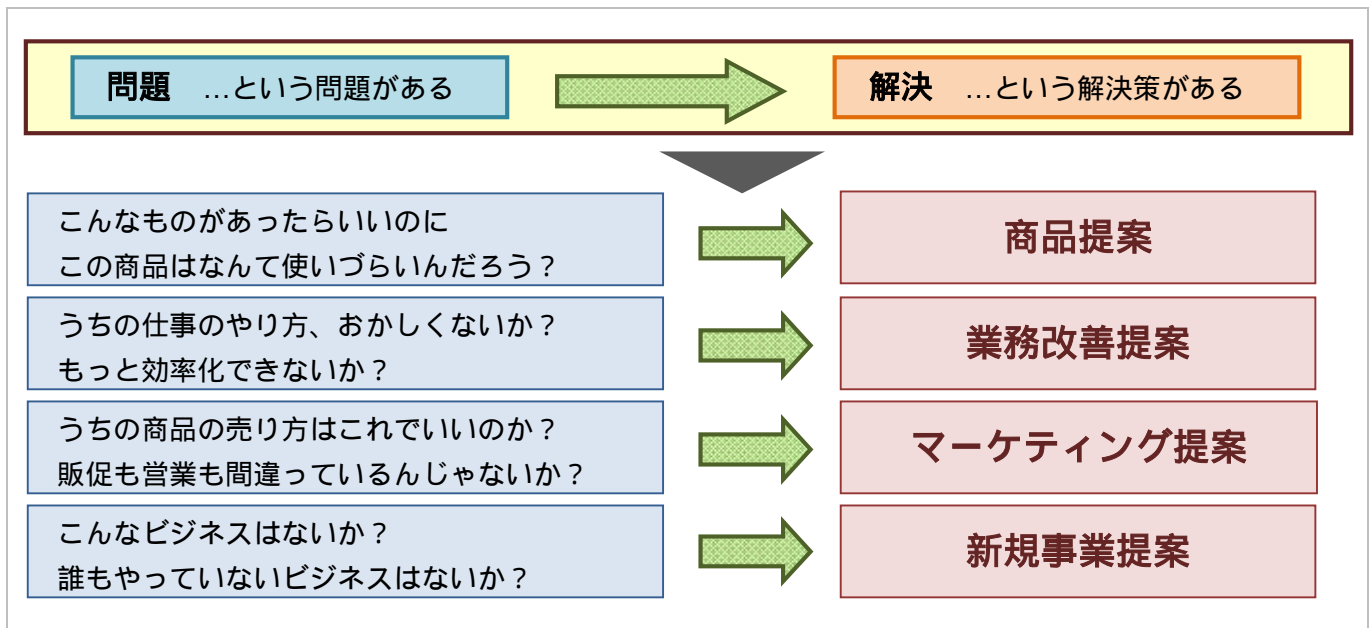 問題 …という問題がある
解決 …という解決策がある
こんなものがあったらいいのに
この商品はなんて使いづらいんだろう？
商品提案
うちの仕事のやり方、おかしくないか？
もっと効率化できないか？
業務改善提案
うちの商品の売り方はこれでいいのか？
販促も営業も間違っているんじゃないか？
マーケティング提案
こんなビジネスはないか？
誰もやっていないビジネスはないか？
新規事業提案